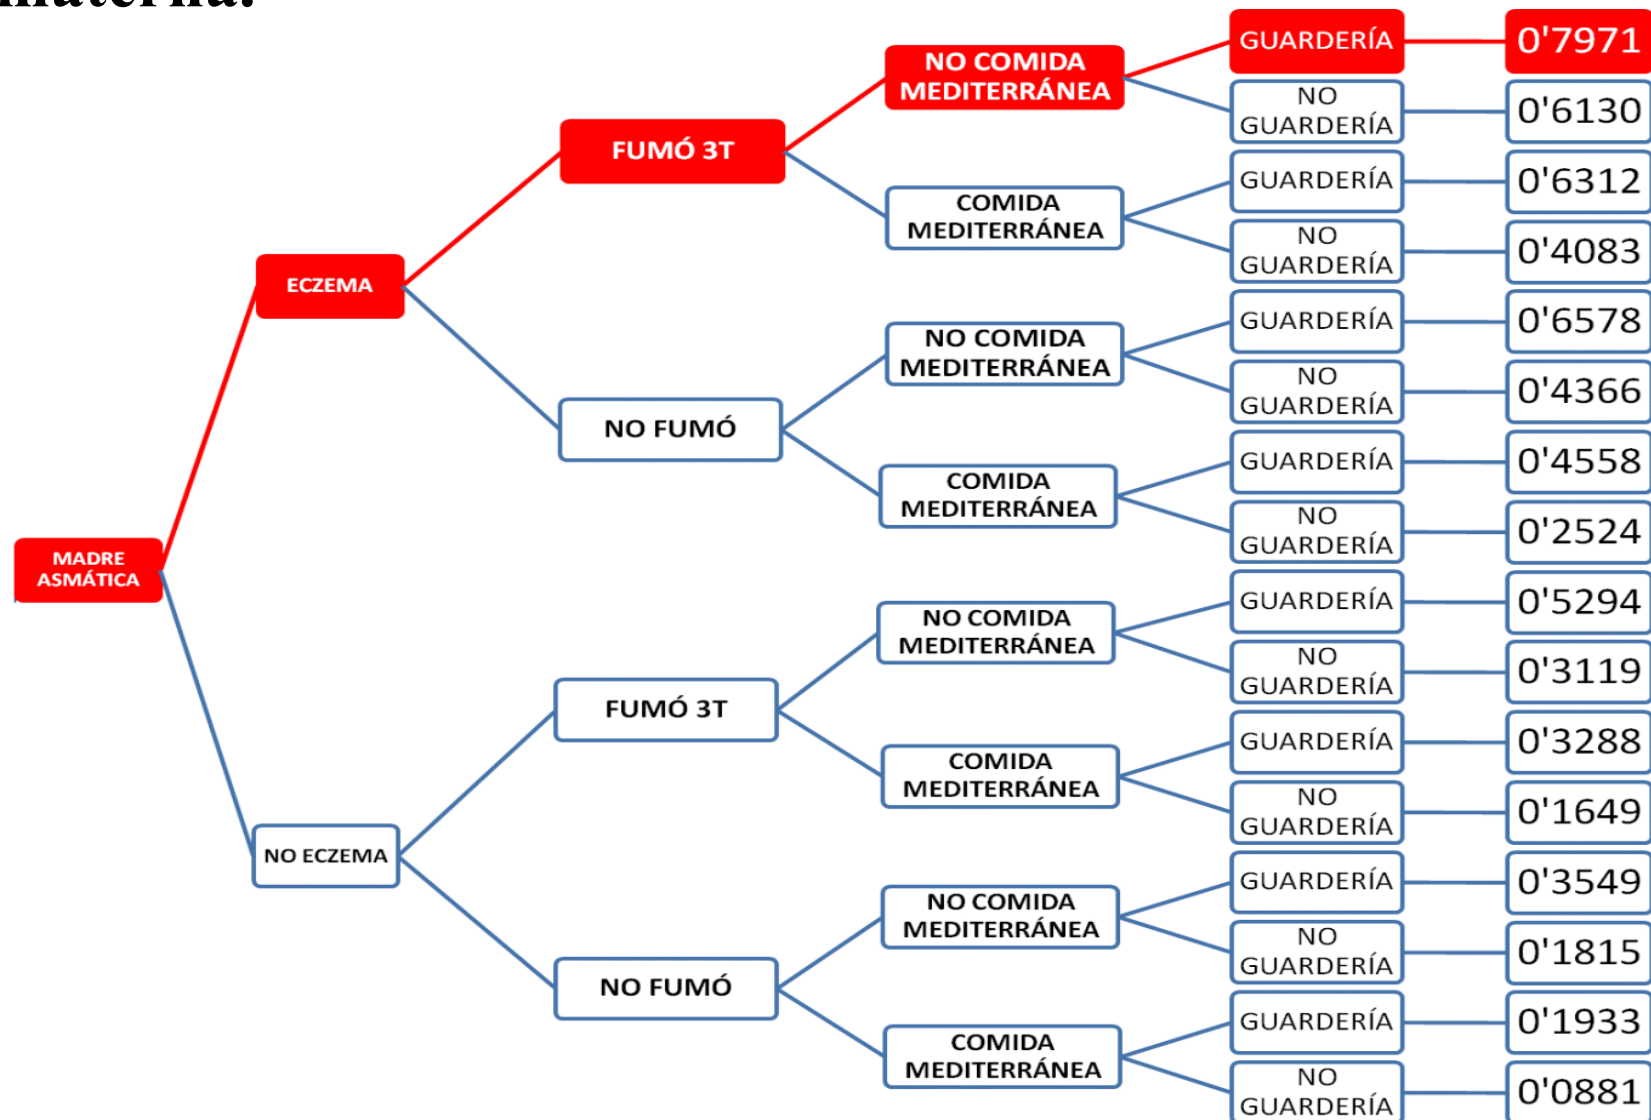 materna.
GUARDERÍA
0'7971
NO COMIDA
MEDITERRÁNEA
NO
GUARDERÍA
0'6130
FUMÓ 3T
GUARDERÍA
0'6312
COMIDA
MEDITERRÁNEA
NO
GUARDERÍA
0'4083
ECZEMA
GUARDERÍA
0'6578
NO COMIDA
MEDITERRÁNEA
NO
GUARDERÍA
0'4366
NO FUMÓ
GUARDERÍA
0'4558
COMIDA
MEDITERRÁNEA
NO
GUARDERÍA
0'2524
MADRE
ASMÁTICA
GUARDERÍA
0'5294
NO COMIDA
MEDITERRÁNEA
NO
GUARDERÍA
0'3119
FUMÓ 3T
GUARDERÍA
0'3288
COMIDA
MEDITERRÁNEA
NO
GUARDERÍA
0'1649
NO ECZEMA
GUARDERÍA
0'3549
NO COMIDA
MEDITERRÁNEA
NO
GUARDERÍA
0'1815
NO FUMÓ
GUARDERÍA
0'1933
COMIDA
MEDITERRÁNEA
NO
GUARDERÍA
0'0881